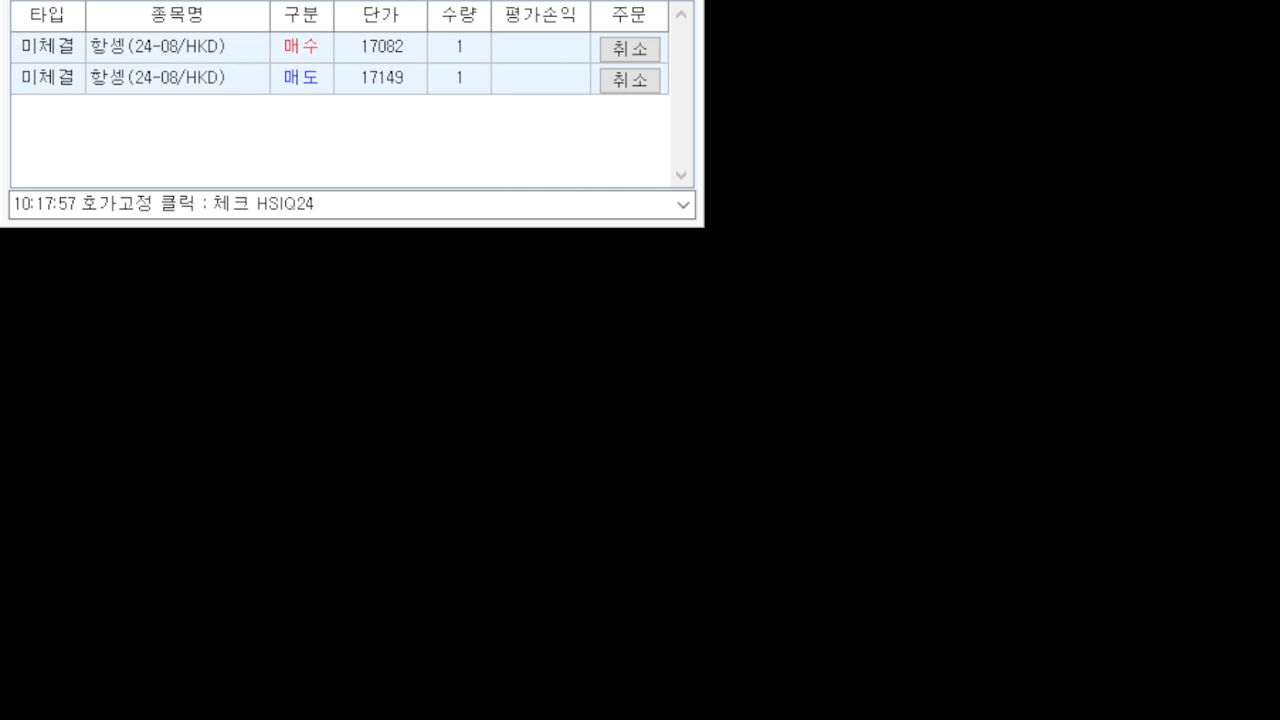 타입 종목명 구분 단가 수량 평가손익 주문
미체결 항셍(24-08/HKD) 매수 17082 1 취소
미체결 항셍(24-08/HKD) 매도 17149 1 취소
10:17:57 호가고정 클릭 : 체크 HSIQ24